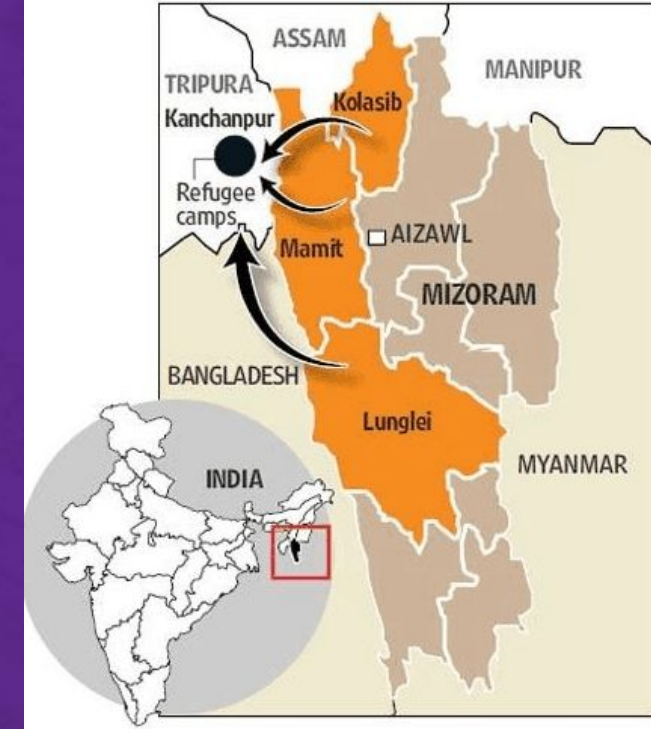 ASSAM
MANIPUR
TRIPURA
Kolasib
Kanchanpur
Refugee
camps
AIZAWL
Mamit
MIZORAM
BANGLADESH
Lunglei
MYANMAR
INDIA